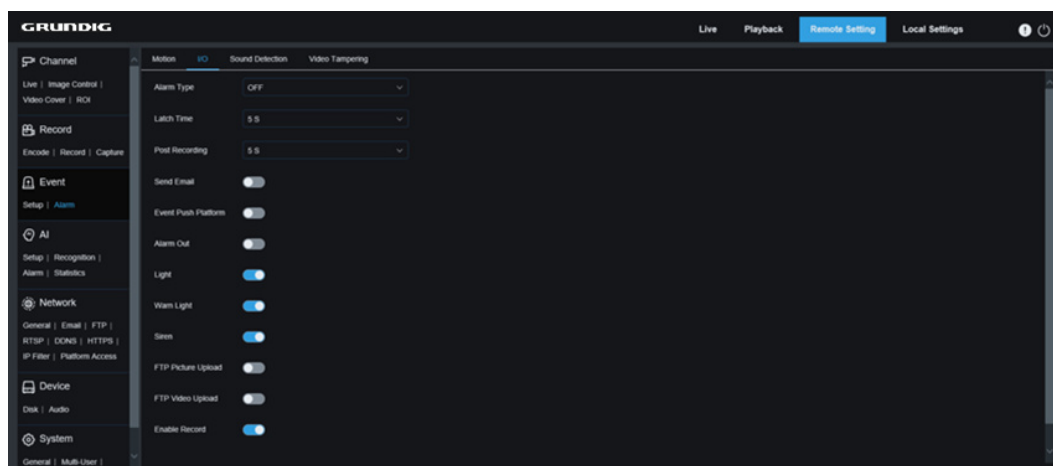 GRUNDIG
Live Playback Remote Setting Local Settings
Channel
Live | Image Control |
Video Cover | ROI
Record
Encode | Record | Capture
Event
Setup | Alarm
AI
Setup | Recognition |
Alarm | Statistics
Network
General | Email | FTP |
RTSP | DDNS | HTTPS |
IP Filter | Platform Access
Device
Disk | Audio
System
General | Multi-User |
Motion I/O Sound Detection Video Tampering
Alarm Type OFF
Latch Time 5 S
Post Recording 5 S
Send Email
Event Push Platform
Alarm Out
Light
Warn Light
Siren
FTP Picture Upload
FTP Video Upload
Enable Record